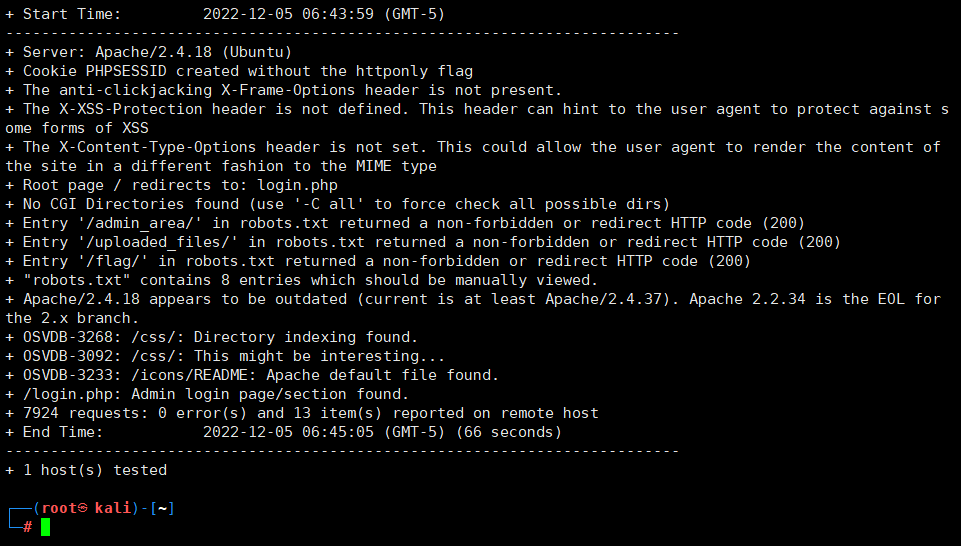 + Start Time:         2022-12-05 06:43:59 (GMT-5)
---------------------------------------------------------------------------
+ Server: Apache/2.4.18 (Ubuntu)
+ Cookie PHPSESSID created without the httponly flag
+ The anti-clickjacking X-Frame-Options header is not present.
+ The X-XSS-Protection header is not defined. This header can hint to the user agent to protect against s
ome forms of XSS
+ The X-Content-Type-Options header is not set. This could allow the user agent to render the content of
the site in a different fashion to the MIME type
+ Root page / redirects to: login.php
+ No CGI Directories found (use '-C all' to force check all possible dirs)
+ Entry '/admin_area/' in robots.txt returned a non-forbidden or redirect HTTP code (200)
+ Entry '/uploaded_files/' in robots.txt returned a non-forbidden or redirect HTTP code (200)
+ Entry '/flag/' in robots.txt returned a non-forbidden or redirect HTTP code (200)
+ "robots.txt" contains 8 entries which should be manually viewed.
+ Apache/2.4.18 appears to be outdated (current is at least Apache/2.4.37). Apache 2.2.34 is the EOL for
the 2.x branch.
+ OSVDB-3268: /css/: Directory indexing found.
+ OSVDB-3092: /css/: This might be interesting...
+ OSVDB-3233: /icons/README: Apache default file found.
+ /login.php: Admin login page/section found.
+ 7924 requests: 0 error(s) and 13 item(s) reported on remote host
+ End Time:           2022-12-05 06:45:05 (GMT-5) (66 seconds)
---------------------------------------------------------------------------
+ 1 host(s) tested
┌──(root㉿kali)-[~]
└─#